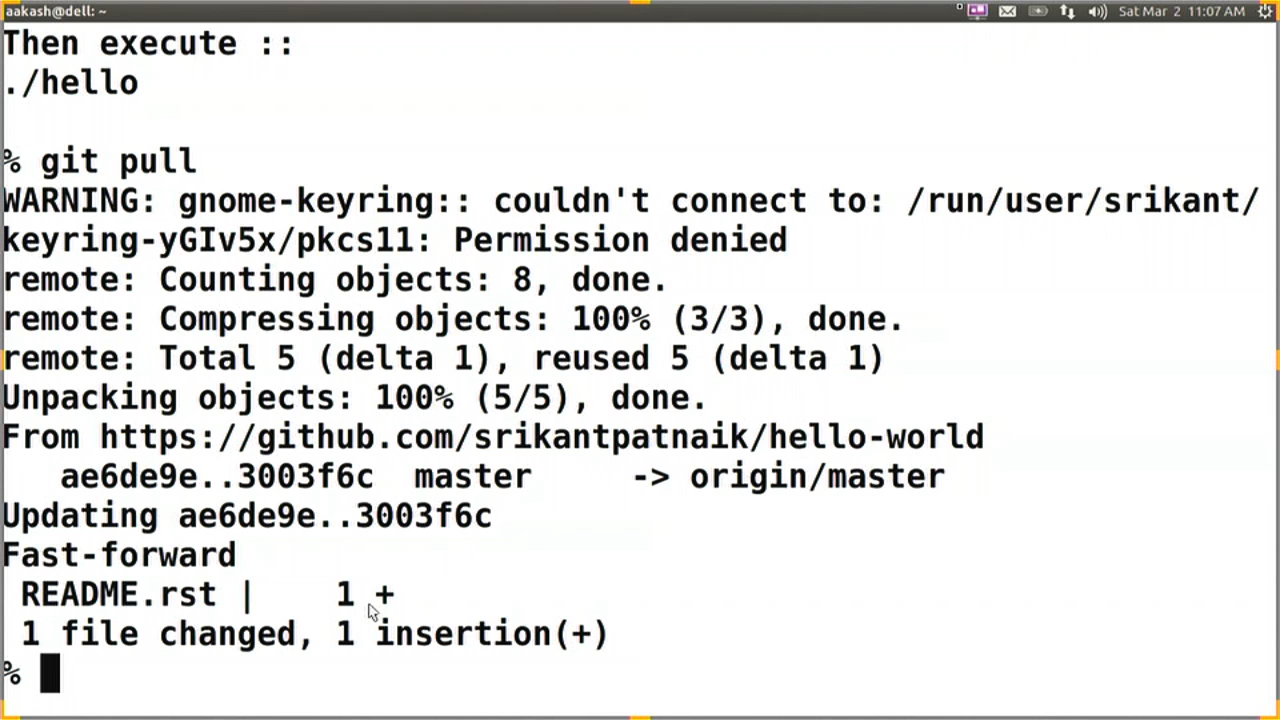 aakash@dell: ~
Sat Mar 2 11:07 AM
Then execute ::
./hello
% git pull
WARNING: gnome-keyring:: couldn't connect to: /run/user/srikant/
keyring-yGIv5x/pkcs11: Permission denied
remote: Counting objects: 8, done.
remote: Compressing objects: 100% (3/3), done.
remote: Total 5 (delta 1), reused 5 (delta 1)
Unpacking objects: 100% (5/5), done.
From https://github.com/srikantpatnaik/hello-world
   ae6de9e..3003f6c  master     -> origin/master
Updating ae6de9e..3003f6c
Fast-forward
 README.rst |    1 +
 1 file changed, 1 insertion(+)
%